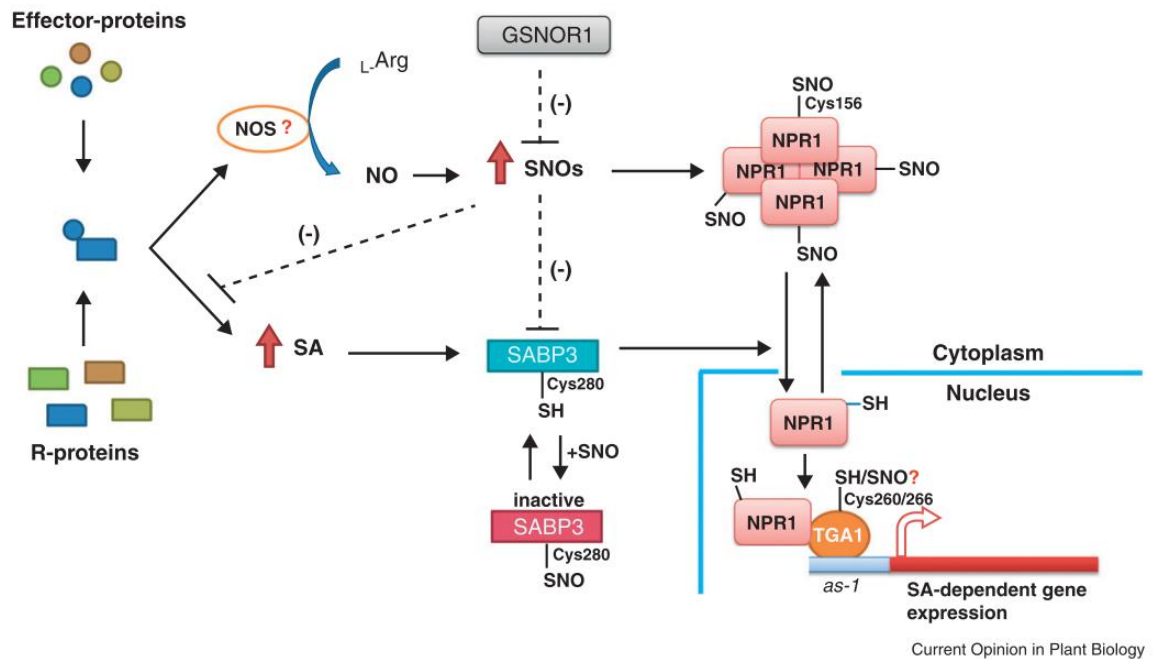 Effector-proteins
GSNOR1
L-Arg
NOS ?
(-)
SNO
Cys156
NPR1
NPR1
NPR1
NPR1
SNO
SNO
SNO
NO
SNOs
(-)
(-)
SA
SABP3
Cys280
SH
+SNO
inactive
SABP3
Cys280
SNO
R-proteins
Cytoplasm
Nucleus
NPR1
SH
SH
SH/SNO?
Cys260/266
NPR1
TGA1
as-1
SA-dependent gene
expression
Current Opinion in Plant Biology